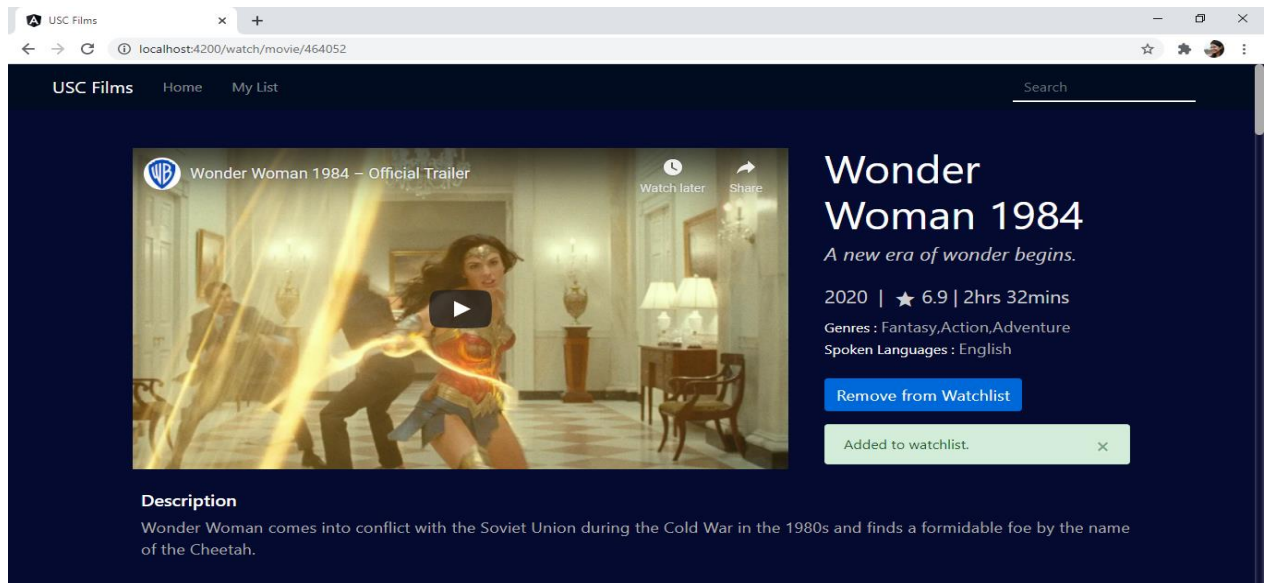 USC Films
localhost:4200/watch/movie/464052
USC Films Home My List Search
WB Wonder Woman 1984 – Official Trailer
Watch later Share
Wonder
Woman 1984
A new era of wonder begins.
2020 | ★ 6.9 | 2hrs 32mins
Genres : Fantasy,Action,Adventure
Spoken Languages : English
Remove from Watchlist
Added to watchlist. ×
Description
Wonder Woman comes into conflict with the Soviet Union during the Cold War in the 1980s and finds a formidable foe by the name
of the Cheetah.